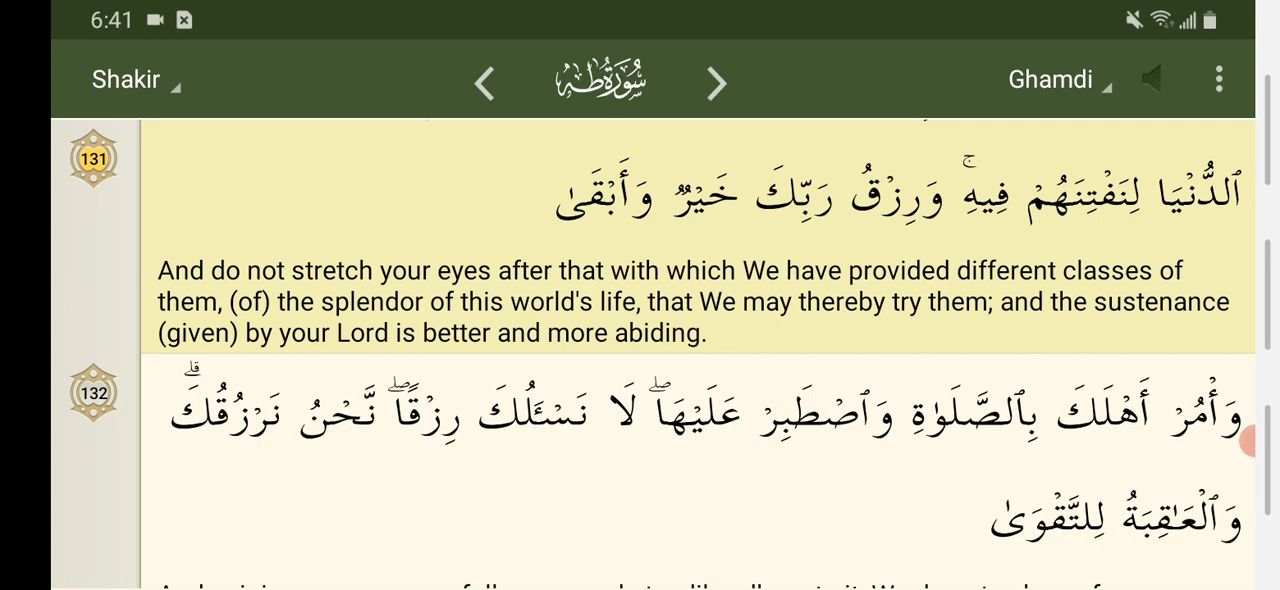 6:41
Shakir سُورَةُ طه Ghamdi
131
ٱلدُّنْيَا لِنَفْتِنَهُمْ فِيهِ ۚ وَرِزْقُ رَبِّكَ خَيْرٌ وَأَبْقَىٰ
And do not stretch your eyes after that with which We have provided different classes of
them, (of) the splendor of this world's life, that We may thereby try them; and the sustenance
(given) by your Lord is better and more abiding.
132
وَأْمُرْ أَهْلَكَ بِٱلصَّلَوٰةِ وَٱصْطَبِرْ عَلَيْهَا ۖ لَا نَسْـَٔلُكَ رِزْقًا ۖ نَّحْنُ نَرْزُقُكَ ۗ
وَٱلْعَـٰقِبَةُ لِلتَّقْوَىٰ